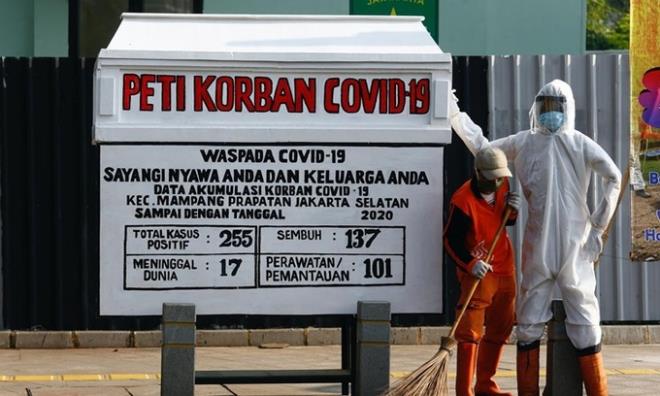 PETI KORBAN COVID-19
WASPADA COVID-19
SAYANGI NYAWA ANDA DAN KELUARGA ANDA
DATA AKUMULASI KORBAN COVID-19
KEC. MAMPANG PRAPATAN JAKARTA SELATAN
SAMPAI DENGAN TANGGAL 2020
TOTAL KASUS POSITIF : 255
SEMBUH : 137
MENINGGAL DUNIA : 17
PERAWATAN/ PEMANTAUAN : 101